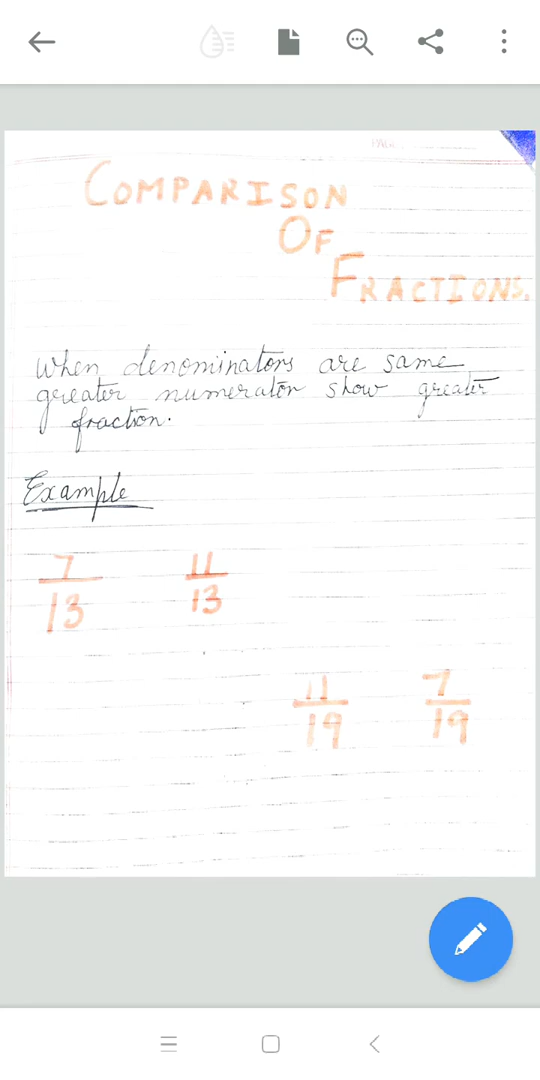 PAGE
COMPARISON
OF
FRACTIONS.
When denominators are same
greater numerator show greater
fraction.
Example
7/13 11/13
11/19 7/19